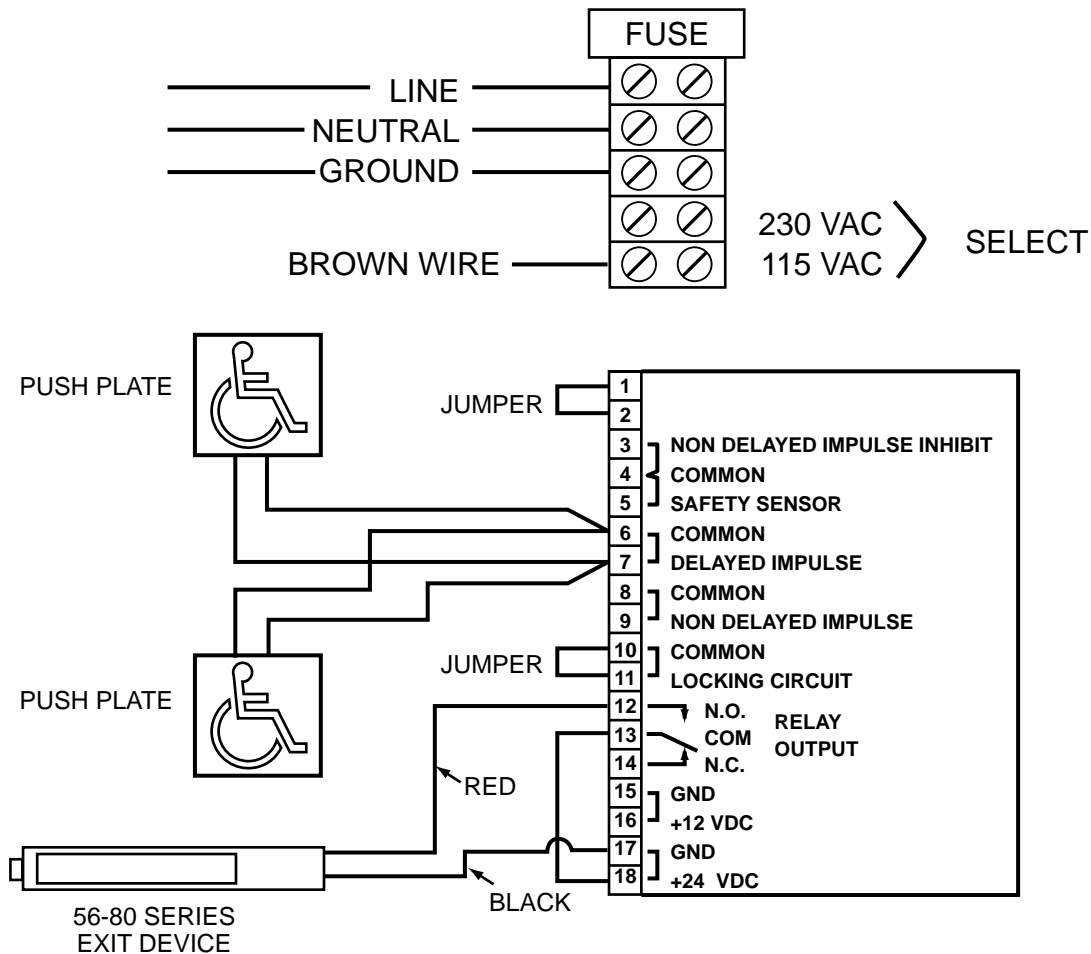 FUSE
LINE
NEUTRAL
GROUND
230 VAC
SELECT
BROWN WIRE
115 VAC
PUSH PLATE
JUMPER
1
2
3 NON DELAYED IMPULSE INHIBIT
4 COMMON
5 SAFETY SENSOR
6 COMMON
7 DELAYED IMPULSE
8 COMMON
9 NON DELAYED IMPULSE
JUMPER
10 COMMON
11 LOCKING CIRCUIT
PUSH PLATE
12 N.O.
13 COM
14 N.C.
RELAY
OUTPUT
RED
15 GND
16 +12 VDC
17 GND
18 +24 VDC
BLACK
56-80 SERIES
EXIT DEVICE